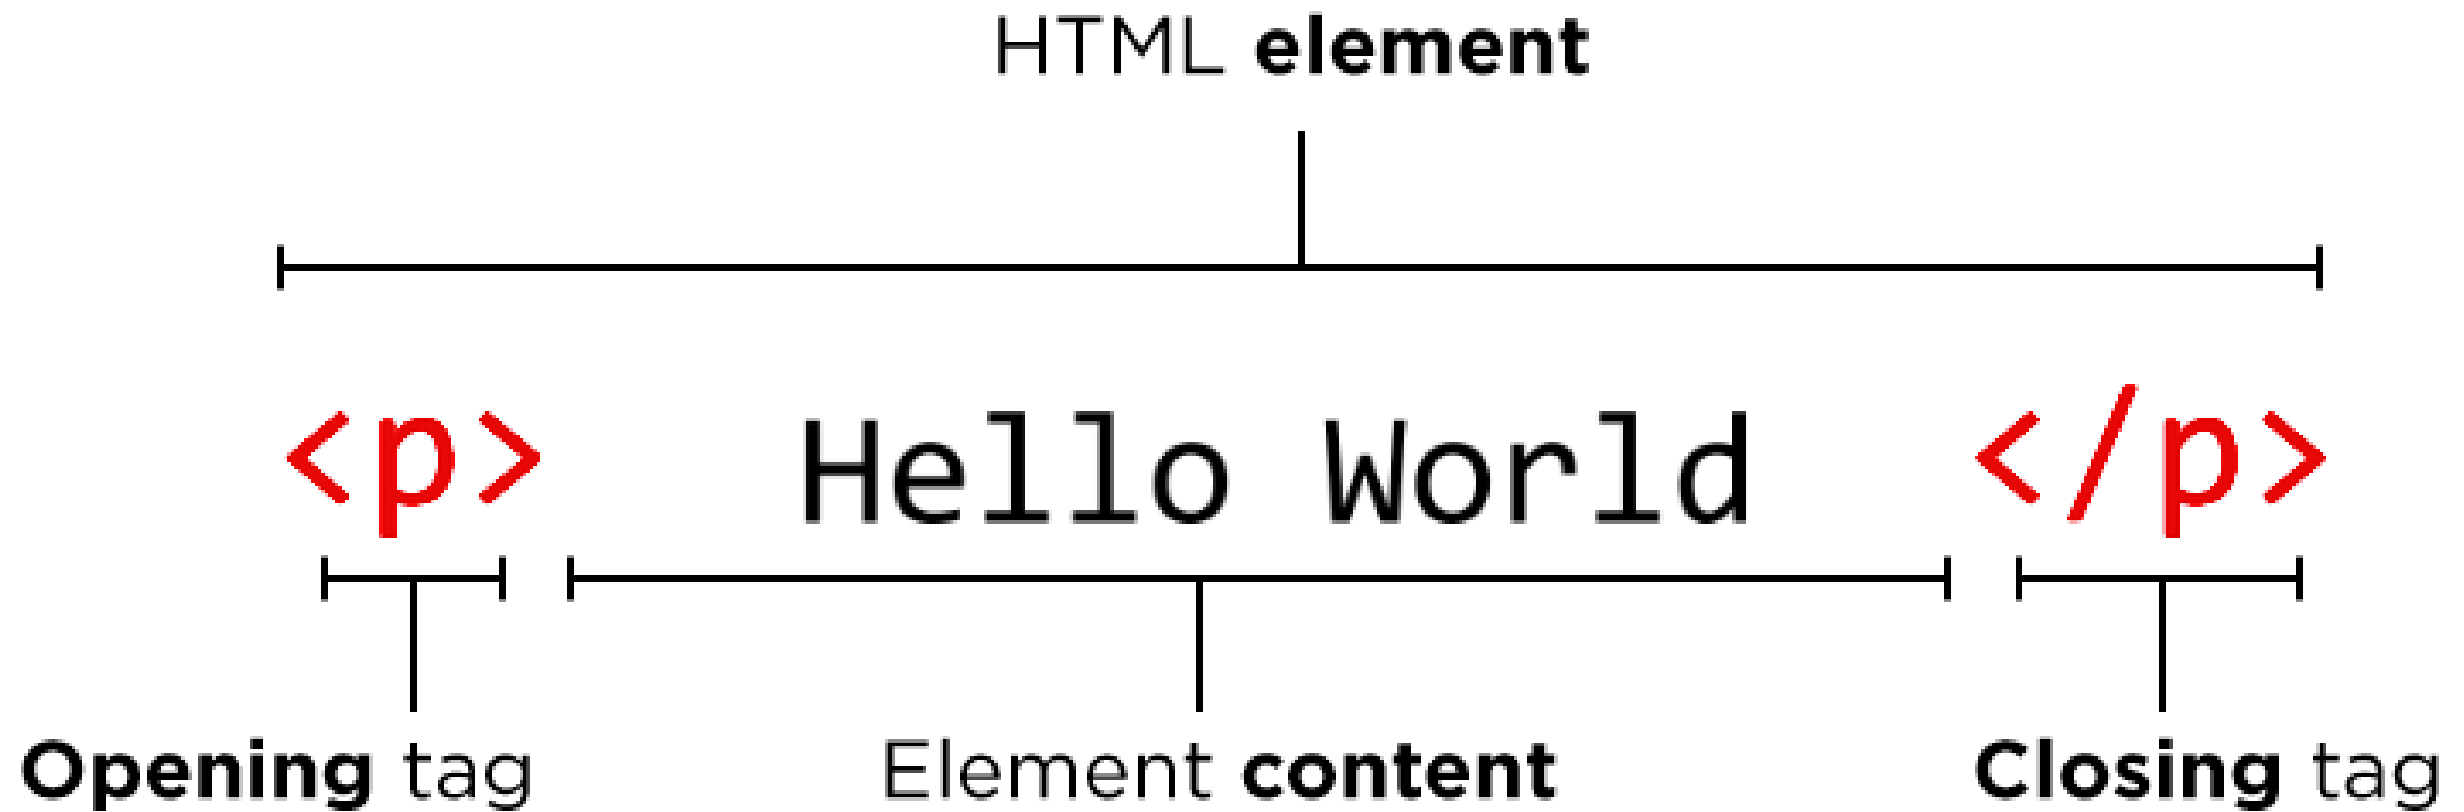 HTML element
<p> Hello World </p>
Opening tag Element content Closing tag